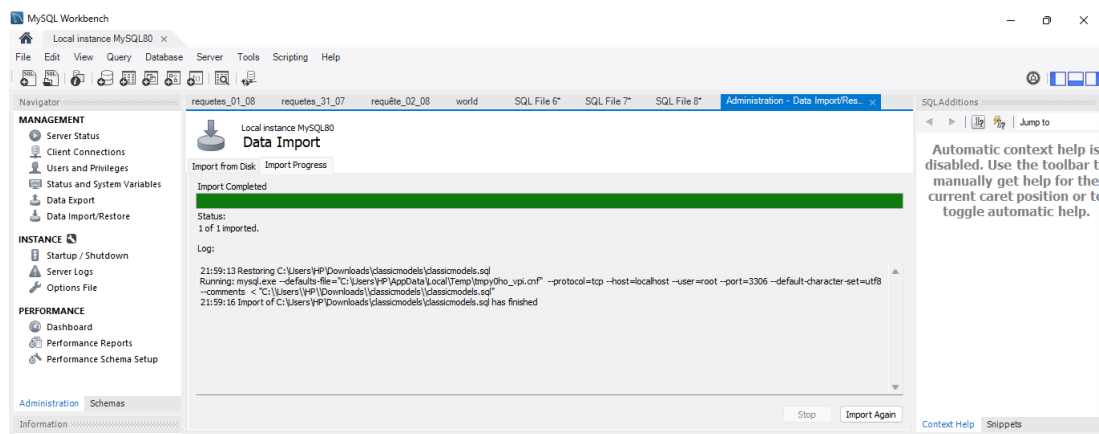 MySQL Workbench
Local instance MySQL80 ×
File Edit View Query Database Server Tools Scripting Help
Navigator
MANAGEMENT
Server Status
Client Connections
Users and Privileges
Status and System Variables
Data Export
Data Import/Restore
INSTANCE
Startup / Shutdown
Server Logs
Options File
PERFORMANCE
Dashboard
Performance Reports
Performance Schema Setup
Administration Schemas
Information
requetes_01_08 requetes_31_07 requête_02_08 world SQL File 6* SQL File 7* SQL File 8* Administration - Data Import/Res... ×
Local instance MySQL80
Data Import
Import from Disk Import Progress
Import Completed
Status:
1 of 1 imported.
Log:
21:59:13 Restoring C:\Users\HP\Downloads\classicmodels\classicmodels.sql
Running: mysql.exe --defaults-file="C:\Users\HP\AppData\Local\Temp\tmpy0ho_vpi.cnf" --protocol=tcp --host=localhost --user=root --port=3306 --default-character-set=utf8
--comments < "C:\\Users\\HP\\Downloads\\classicmodels\\classicmodels.sql"
21:59:16 Import of C:\Users\HP\Downloads\classicmodels\classicmodels.sql has finished
Stop Import Again
SQLAdditions
Jump to
Automatic context help is
disabled. Use the toolbar t
manually get help for the
current caret position or to
toggle automatic help.
Context Help Snippets